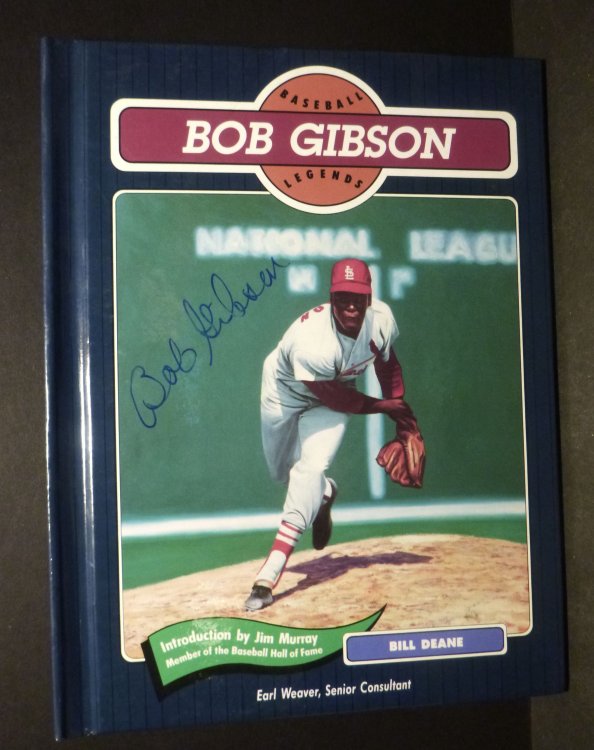 BASEBALL
BOB GIBSON
LEGENDS
NATIONAL LEAGU
Bob Gibson
Introduction by Jim Murray
Member of the Baseball Hall of Fame
BILL DEANE
Earl Weaver, Senior Consultant